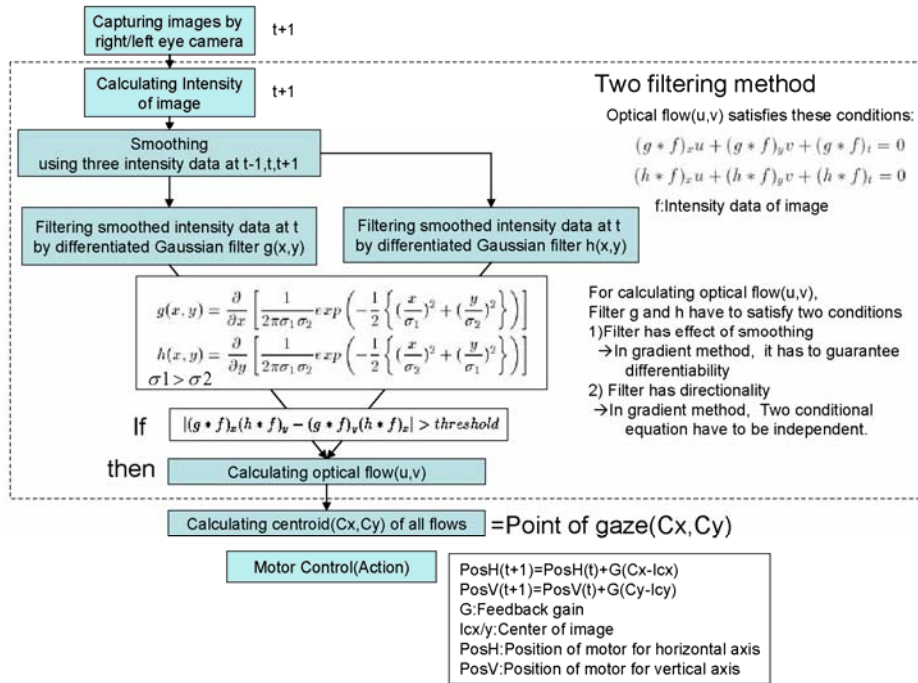 Capturing images by
right/left eye camera
t+1
Calculating Intensity
of image
t+1
Two filtering method
Optical flow(u,v) satisfies these conditions:
(g * f)ₓu + (g * f)ᵧv + (g * f)ₜ = 0
(h * f)ₓu + (h * f)ᵧv + (h * f)ₜ = 0
f:Intensity data of image
Smoothing
using three intensity data at t-1,t,t+1
Filtering smoothed intensity data at t
by differentiated Gaussian filter g(x,y)
Filtering smoothed intensity data at t
by differentiated Gaussian filter h(x,y)
g(x, y) = ∂/∂x [ 1/(2πσ₁σ₂) exp ( -1/2 { (x/σ₁)² + (y/σ₂)² } ) ]
h(x, y) = ∂/∂y [ 1/(2πσ₁σ₂) exp ( -1/2 { (x/σ₂)² + (y/σ₁)² } ) ]
σ1> σ2
For calculating optical flow(u,v),
Filter g and h have to satisfy two conditions
1)Filter has effect of smoothing
→In gradient method, it has to guarantee
differentiability
2) Filter has directionality
→In gradient method, Two conditional
equation have to be independent.
If
|(g * f)ₓ(h * f)ᵧ − (g * f)ᵧ(h * f)ₓ| > threshold
then
Calculating optical flow(u,v)
Calculating centroid(Cx,Cy) of all flows
=Point of gaze(Cx,Cy)
Motor Control(Action)
PosH(t+1)=PosH(t)+G(Cx-Icx)
PosV(t+1)=PosV(t)+G(Cy-Icy)
G:Feedback gain
Icx/y:Center of image
PosH:Position of motor for horizontal axis
PosV:Position of motor for vertical axis